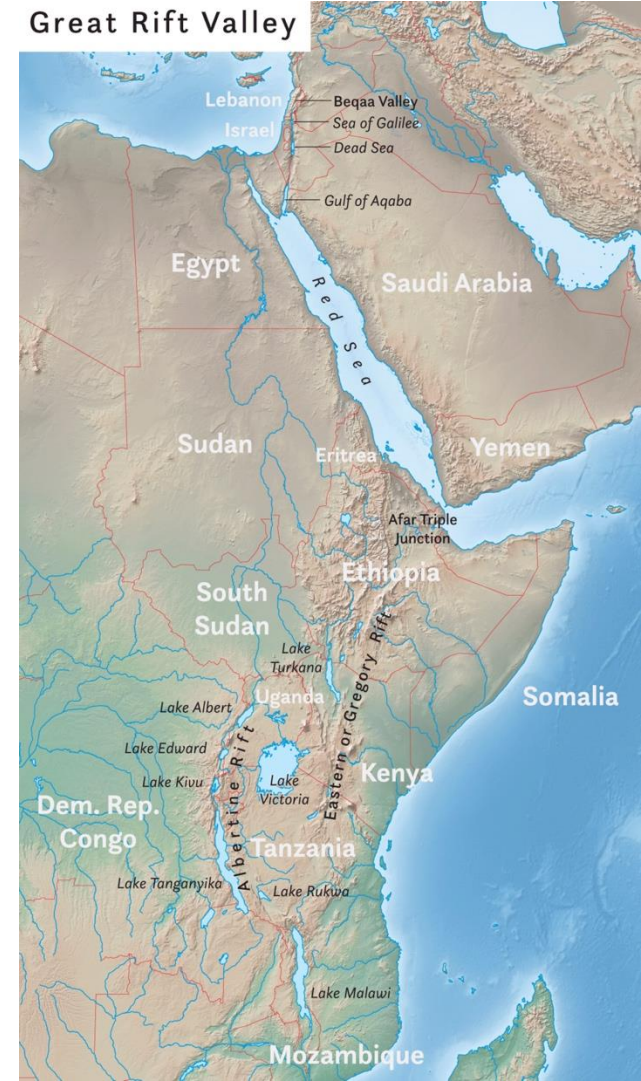 Great Rift Valley
Lebanon
Beqaa Valley
Israel
Sea of Galilee
Dead Sea
Gulf of Aqaba
Egypt
Saudi Arabia
Red Sea
Sudan
Yemen
Eritrea
Afar Triple
Junction
Ethiopia
South
Sudan
Lake
Turkana
Eastern or Gregory Rift
Uganda
Somalia
Lake Albert
Lake Edward
Albertine Rift
Lake Kivu
Lake
Victoria
Kenya
Dem. Rep.
Congo
Tanzania
Lake Tanganyika
Lake Rukwa
Lake Malawi
Mozambique